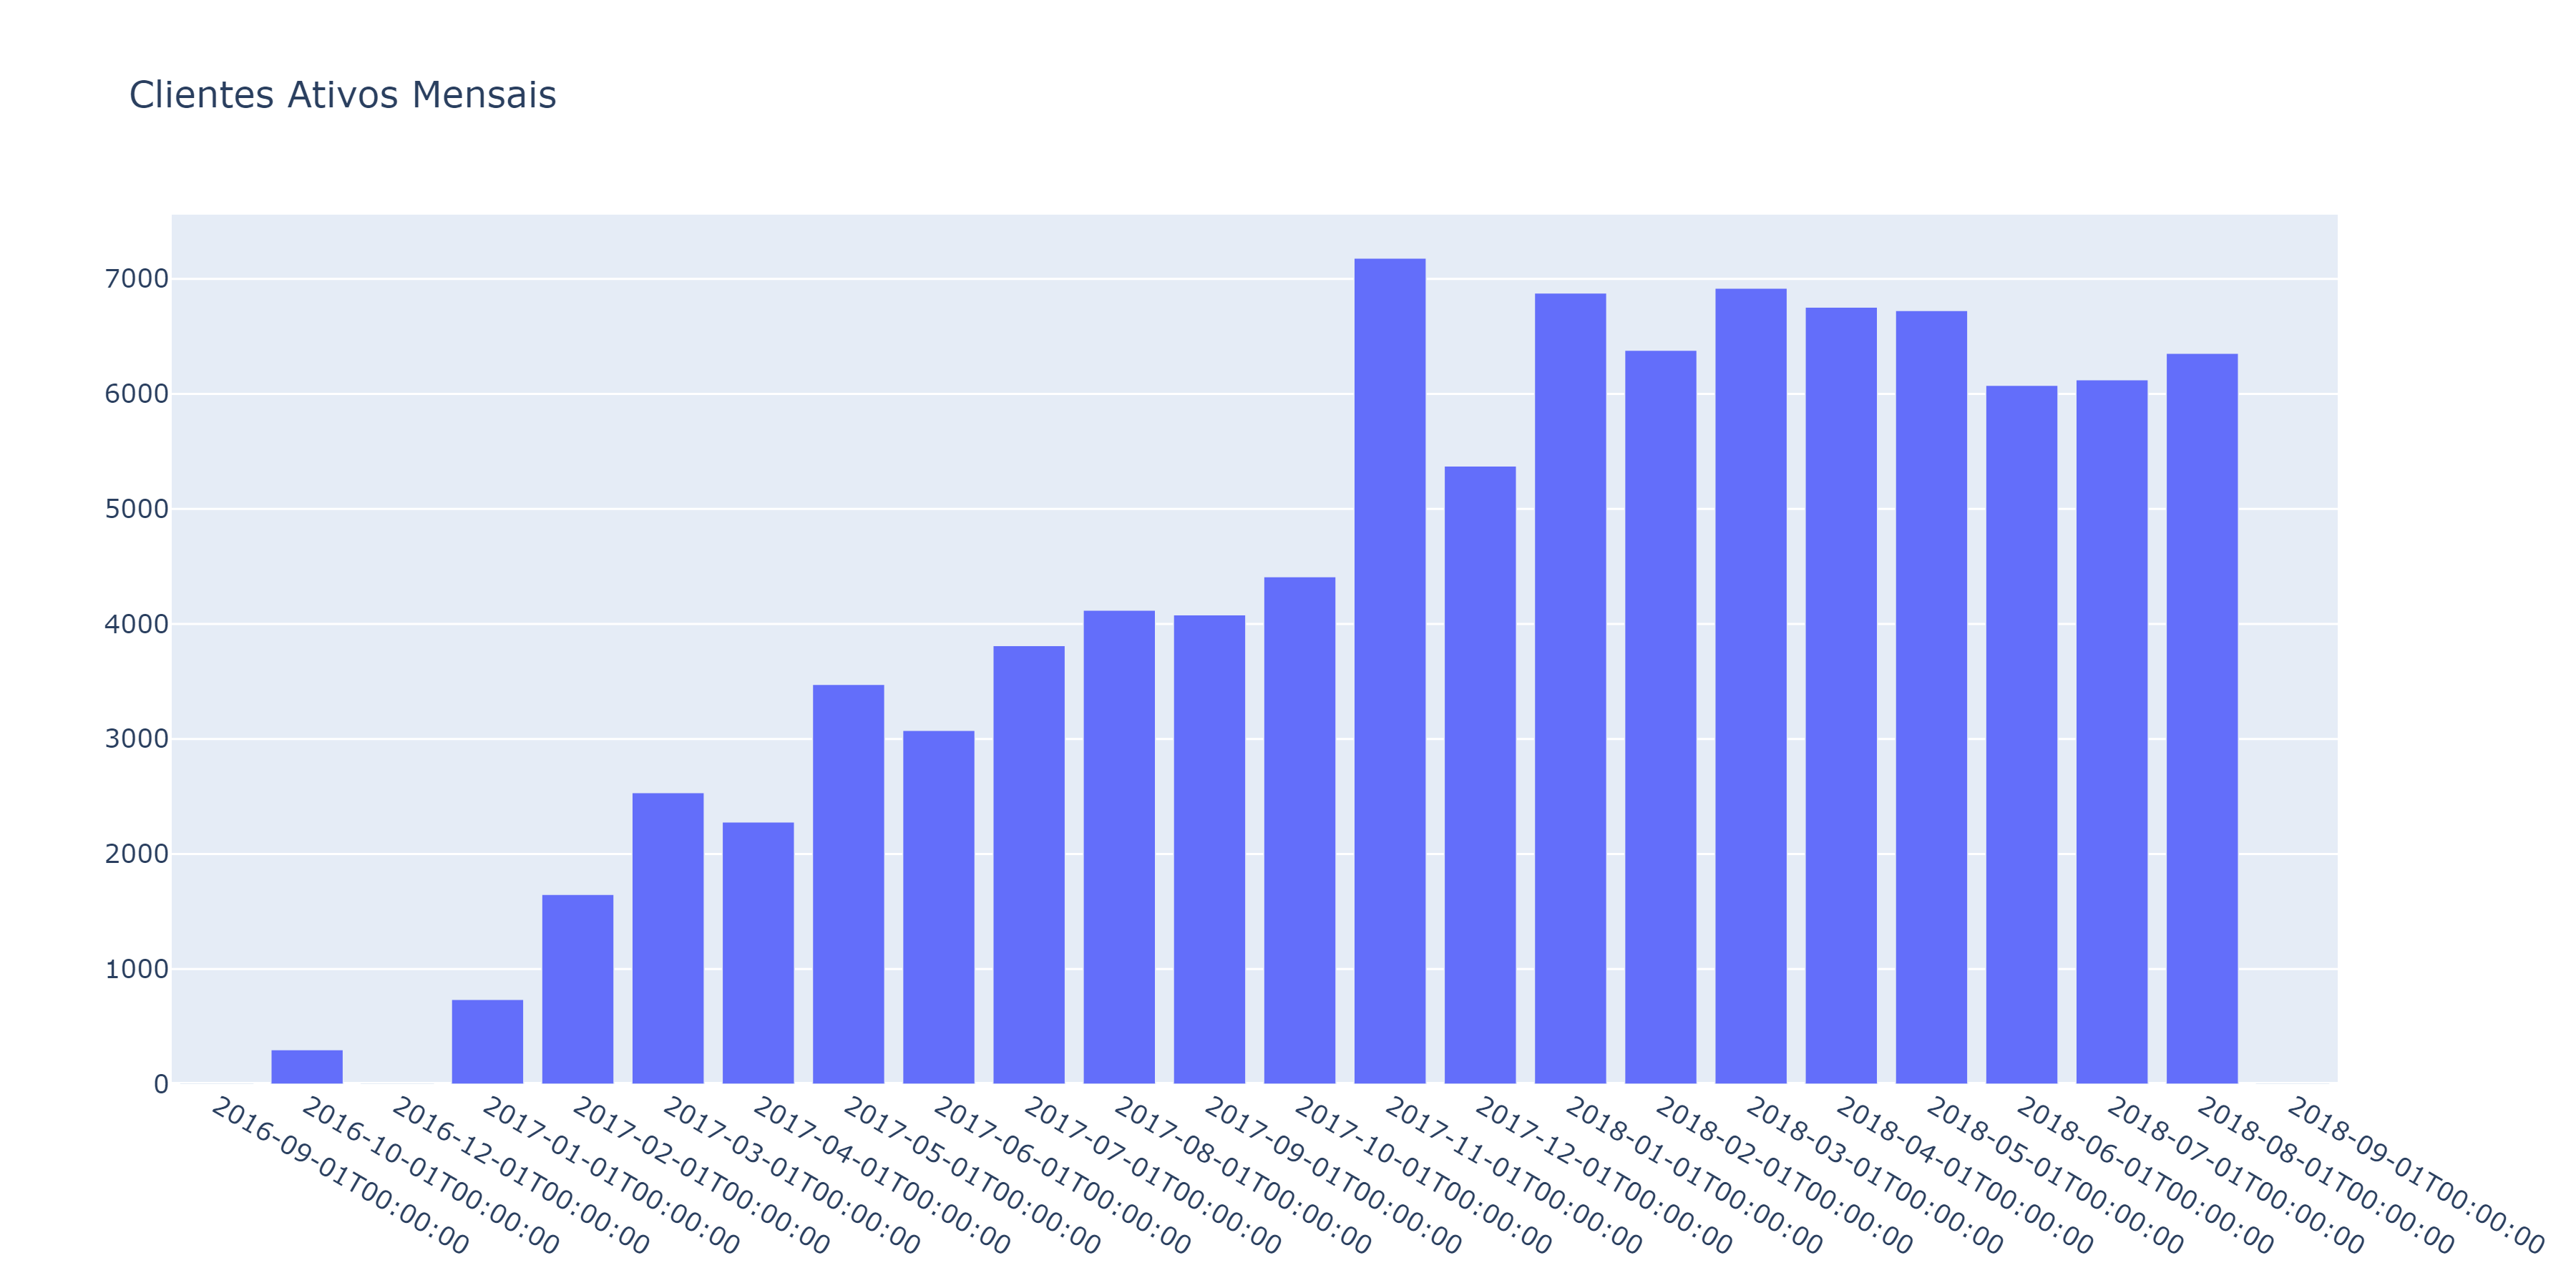 Clientes Ativos Mensais
7000
6000
5000
4000
3000
2000
1000
0
2016-09-01T00:00:00
2016-10-01T00:00:00
2016-12-01T00:00:00
2017-01-01T00:00:00
2017-02-01T00:00:00
2017-03-01T00:00:00
2017-04-01T00:00:00
2017-05-01T00:00:00
2017-06-01T00:00:00
2017-07-01T00:00:00
2017-08-01T00:00:00
2017-09-01T00:00:00
2017-10-01T00:00:00
2017-11-01T00:00:00
2017-12-01T00:00:00
2018-01-01T00:00:00
2018-02-01T00:00:00
2018-03-01T00:00:00
2018-04-01T00:00:00
2018-05-01T00:00:00
2018-06-01T00:00:00
2018-07-01T00:00:00
2018-08-01T00:00:00
2018-09-01T00:00:00